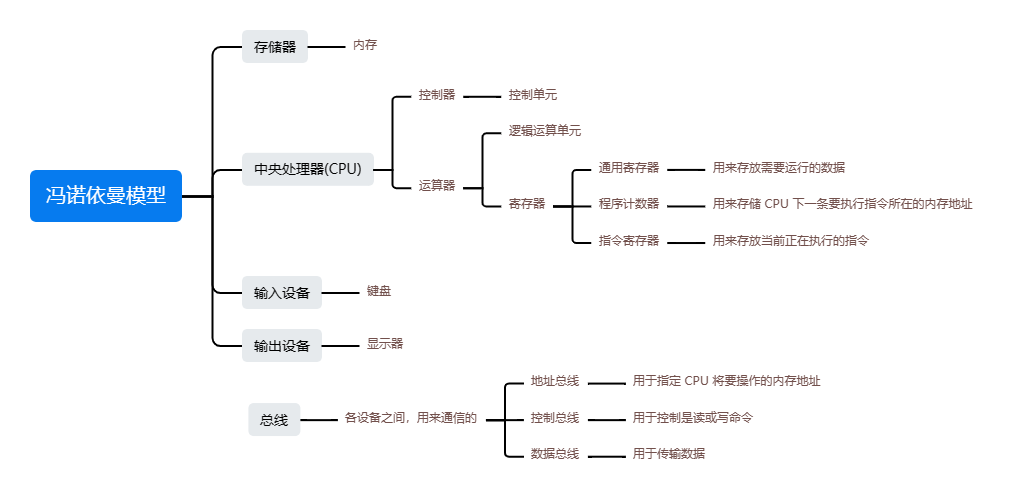 冯诺依曼模型
存储器
内存
中央处理器(CPU)
控制器
控制单元
运算器
逻辑运算单元
寄存器
通用寄存器
用来存放需要运行的数据
程序计数器
用来存储 CPU 下一条要执行指令所在的内存地址
指令寄存器
用来存放当前正在执行的指令
输入设备
键盘
输出设备
显示器
总线
各设备之间，用来通信的
地址总线
用于指定 CPU 将要操作的内存地址
控制总线
用于控制是读或写命令
数据总线
用于传输数据